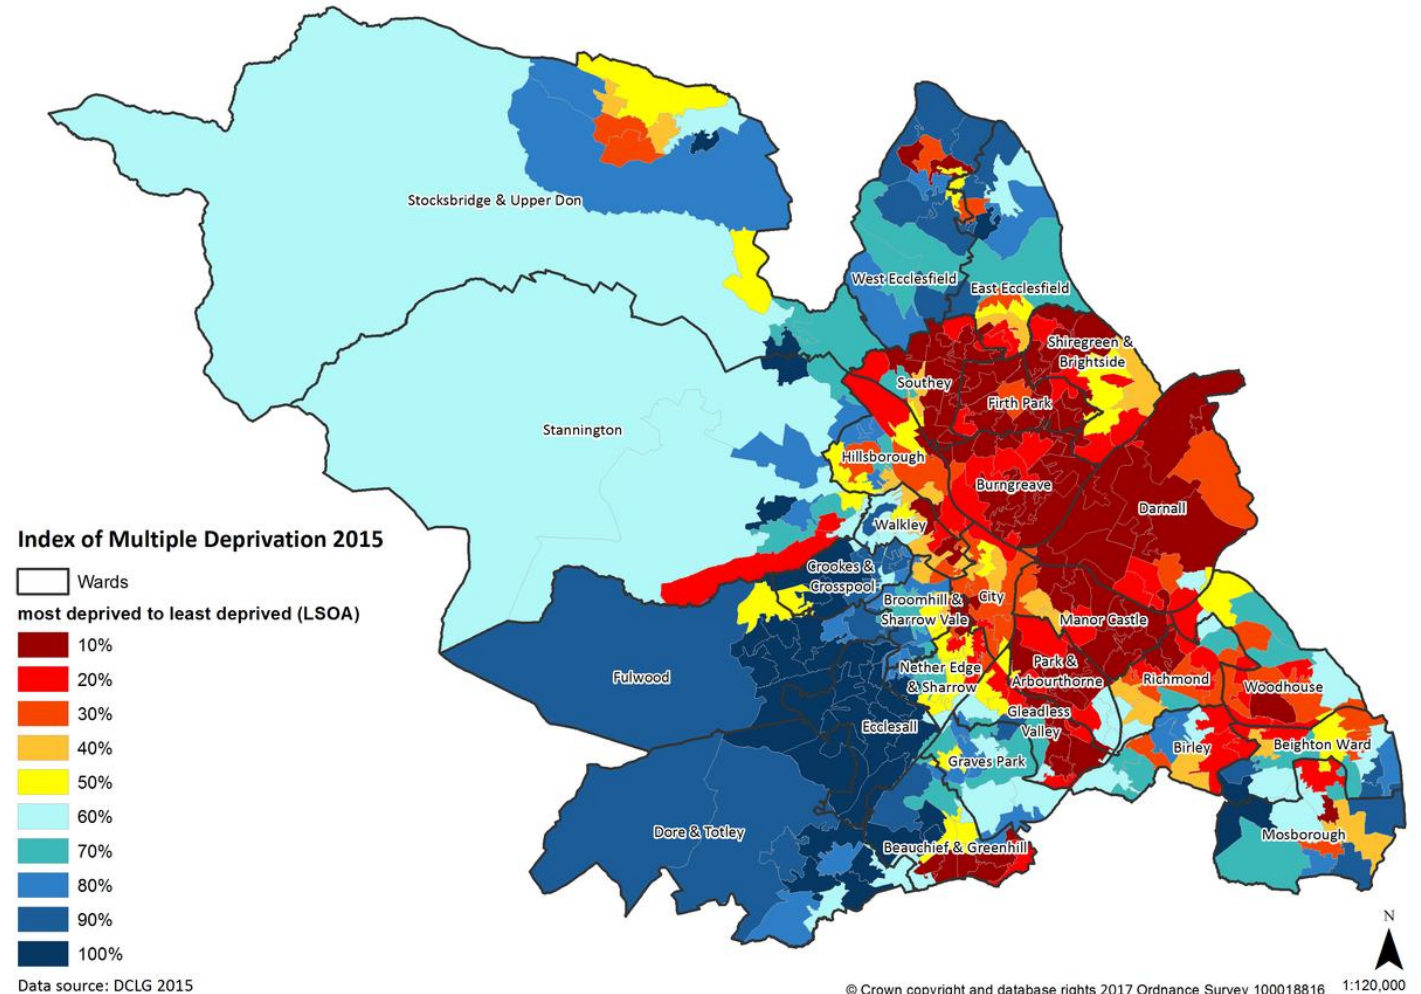 Stocksbridge & Upper Don
West Ecclesfield
East Ecclesfield
Shiregreen &
Brightside
Southey
Firth Park
Stannington
Hillsborough
Burngreave
Darnall
Walkley
Crookes &
Crosspool
Broomhill &
Sharrow Vale
City
Manor Castle
Fulwood
Nether Edge
& Sharrow
Park &
Arbourthorne
Richmond
Woodhouse
Ecclesall
Gleadless
Valley
Graves Park
Birley
Beighton Ward
Dore & Totley
Beauchief & Greenhill
Mosborough
Index of Multiple Deprivation 2015
Wards
most deprived to least deprived (LSOA)
10%
20%
30%
40%
50%
60%
70%
80%
90%
100%
Data source: DCLG 2015
N
© Crown copyright and database rights 2017 Ordnance Survey 100018816
1:120,000